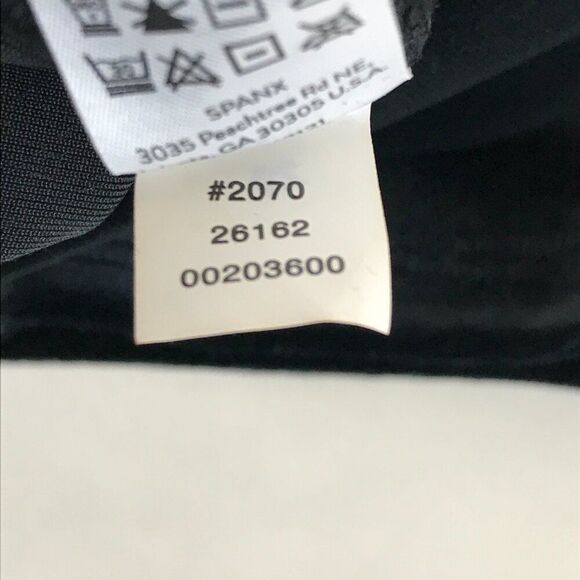 SPANX
3035 Peachtree Rd NE,
GA 30305 U.S.A.
#2070
26162
00203600